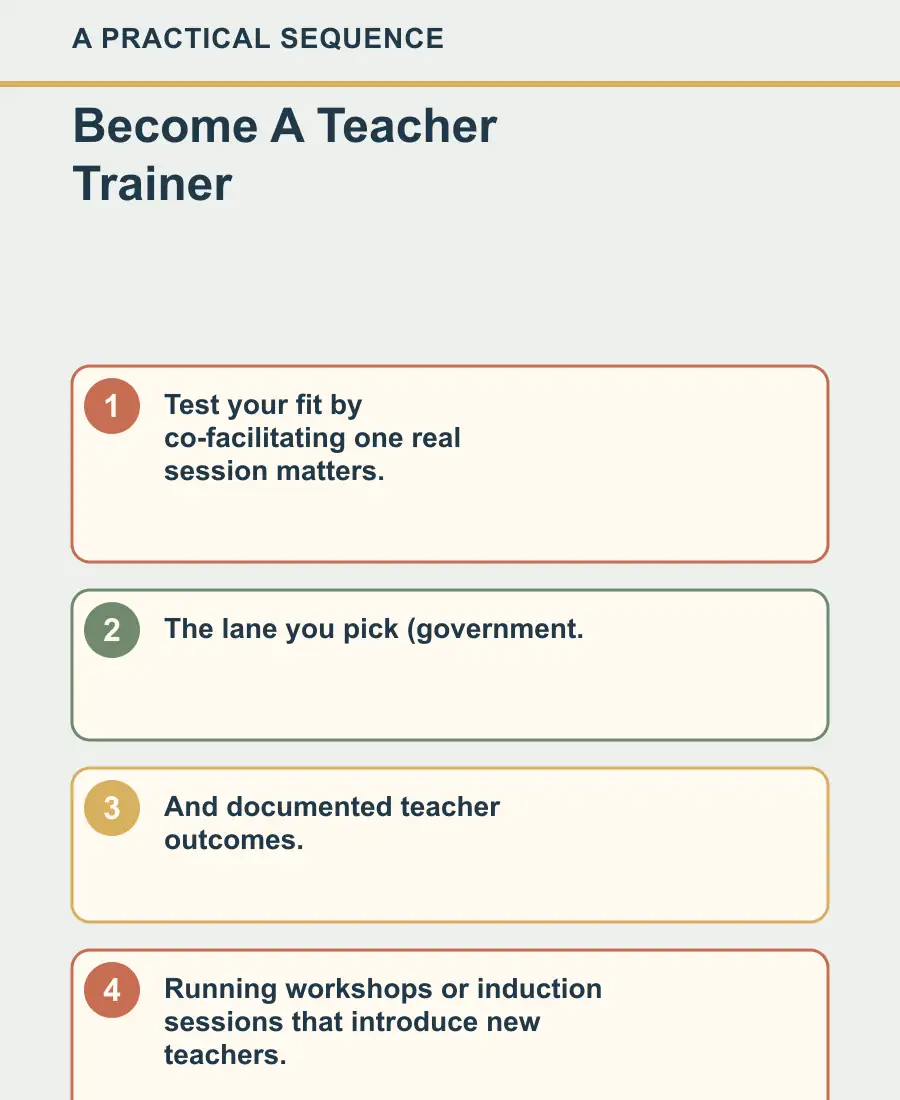 A PRACTICAL SEQUENCE
Become A Teacher
Trainer
1
Test your fit by
co-facilitating one real
session matters.
2
The lane you pick (government.
3
And documented teacher
outcomes.
4
Running workshops or induction
sessions that introduce new
teachers.